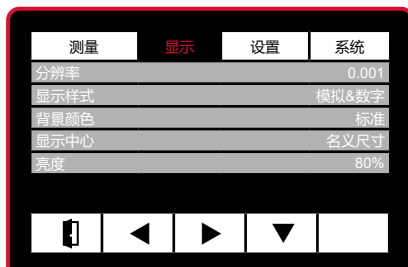 测量 显示 设置 系统
分辨率 0.001
显示样式 模拟&数字
背景颜色 标准
显示中心 名义尺寸
亮度 80%